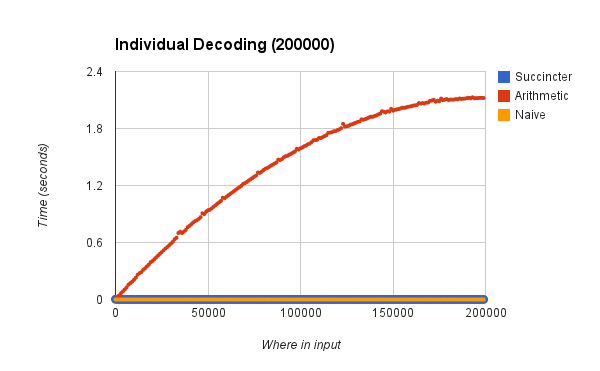 Individual Decoding (200000)
2.4
1.8
1.2
0.6
0
Time (seconds)
0
50000
100000
150000
200000
Where in input
Succincter
Arithmetic
Naive